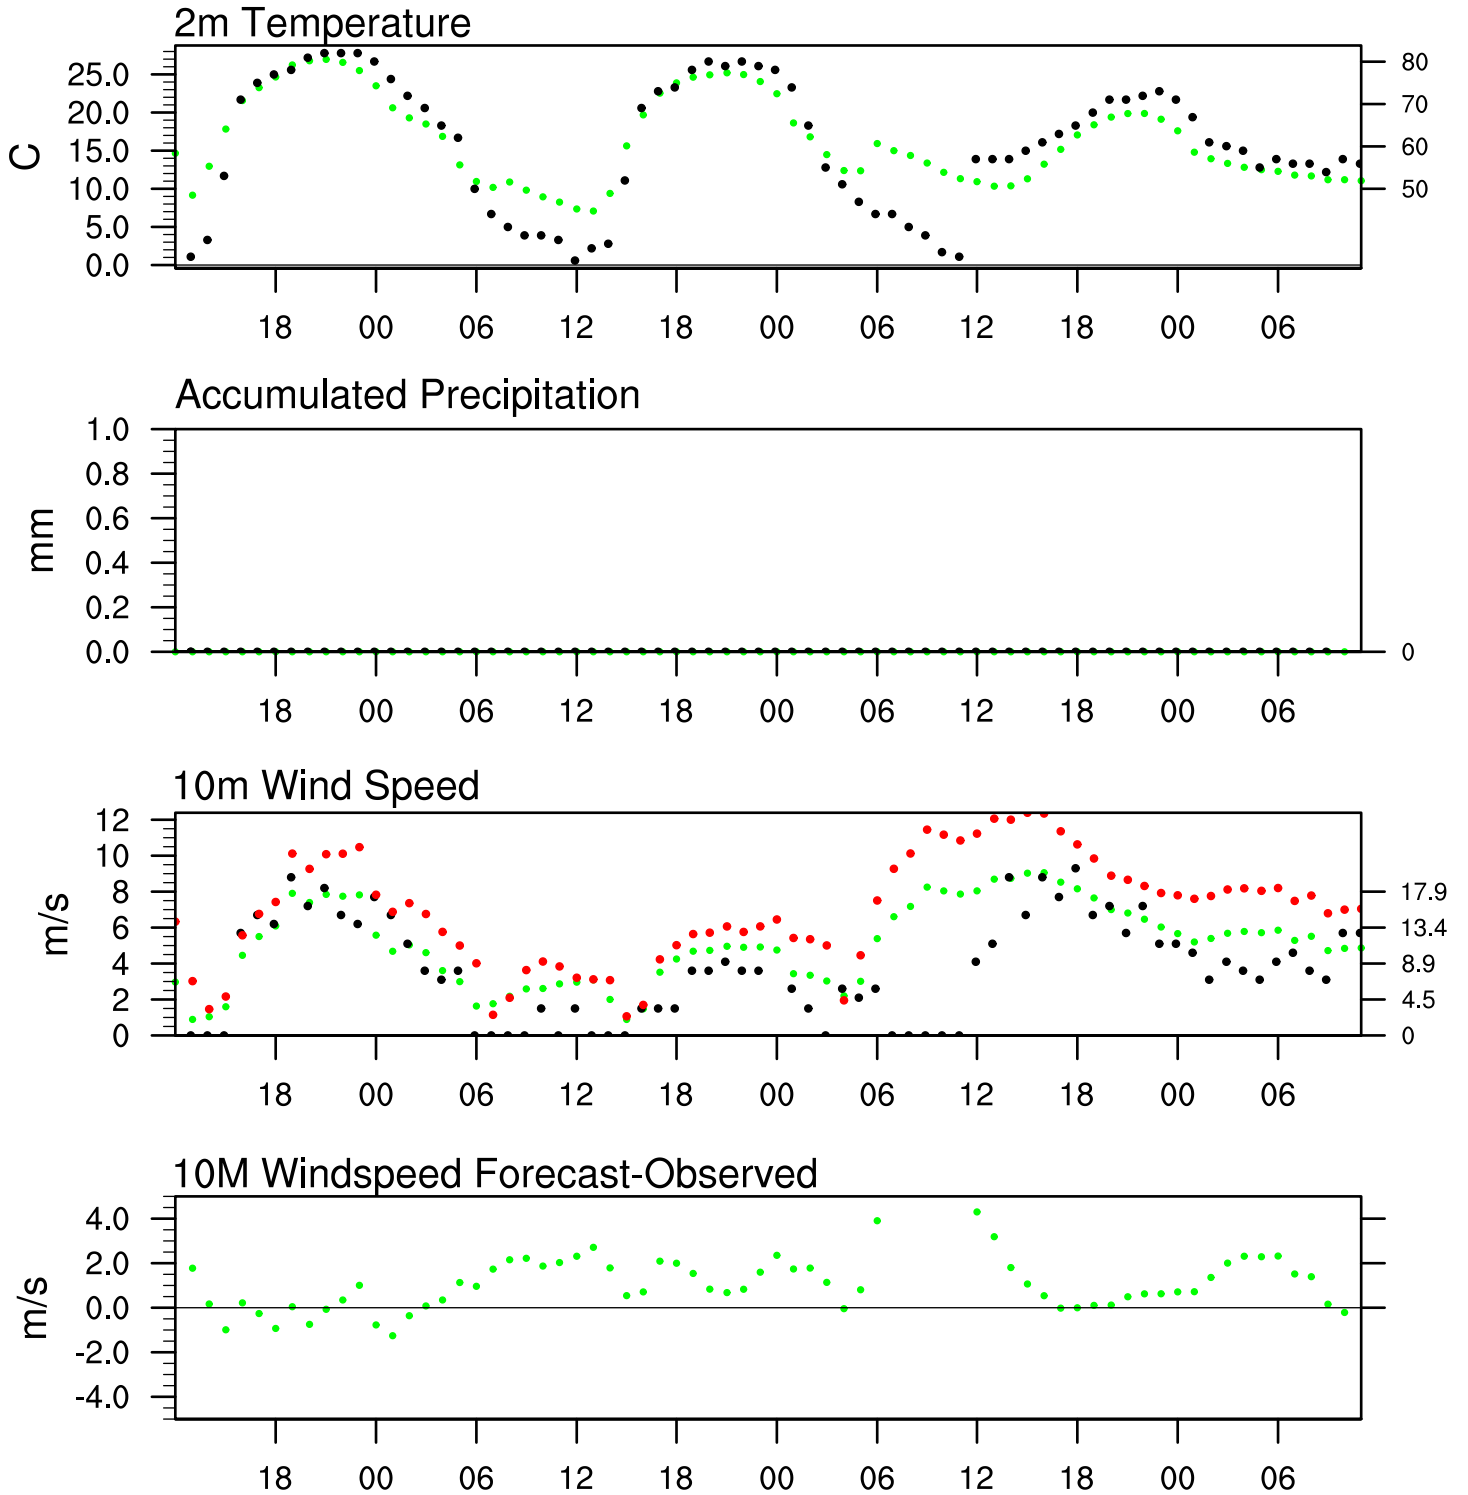 2m Temperature
25.0
20.0
15.0
10.0
5.0
0.0
C
80
70
60
50
18 00 06 12 18 00 06 12 18 00 06
Accumulated Precipitation
1.0
0.8
0.6
0.4
0.2
0.0
mm
0
18 00 06 12 18 00 06 12 18 00 06
10m Wind Speed
12
10
8
6
4
2
0
m/s
17.9
13.4
8.9
4.5
0
18 00 06 12 18 00 06 12 18 00 06
10M Windspeed Forecast-Observed
4.0
2.0
0.0
-2.0
-4.0
m/s
18 00 06 12 18 00 06 12 18 00 06